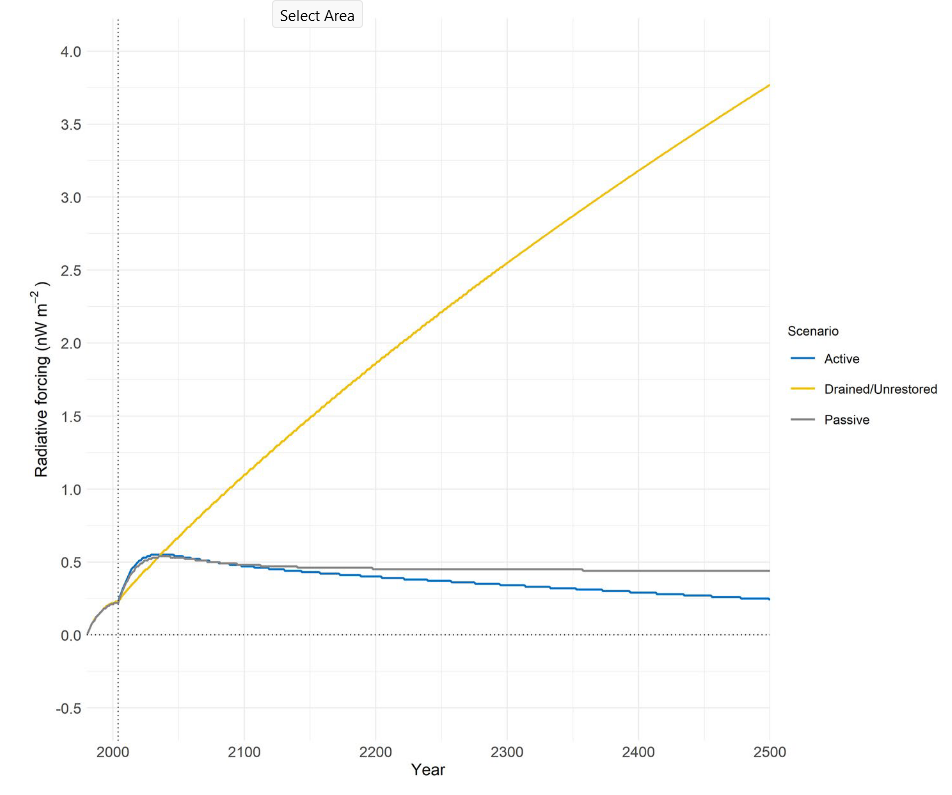 Select Area
4.0
3.5
3.0
2.5
2.0
1.5
1.0
0.5
0.0
-0.5
Radiative forcing (nW m⁻²)
2000 2100 2200 2300 2400 2500
Year
Scenario
Active
Drained/Unrestored
Passive